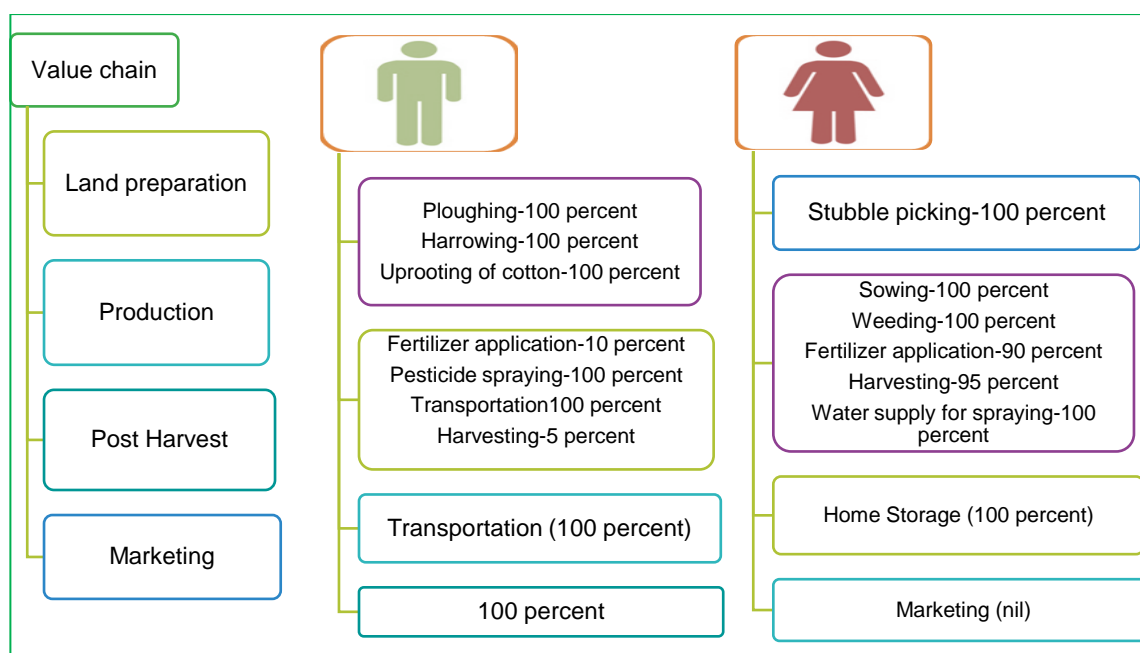 Value chain
Land preparation
Production
Post Harvest
Marketing
Ploughing-100 percent
Harrowing-100 percent
Uprooting of cotton-100 percent
Fertilizer application-10 percent
Pesticide spraying-100 percent
Transportation100 percent
Harvesting-5 percent
Transportation (100 percent)
100 percent
Stubble picking-100 percent
Sowing-100 percent
Weeding-100 percent
Fertilizer application-90 percent
Harvesting-95 percent
Water supply for spraying-100
percent
Home Storage (100 percent)
Marketing (nil)